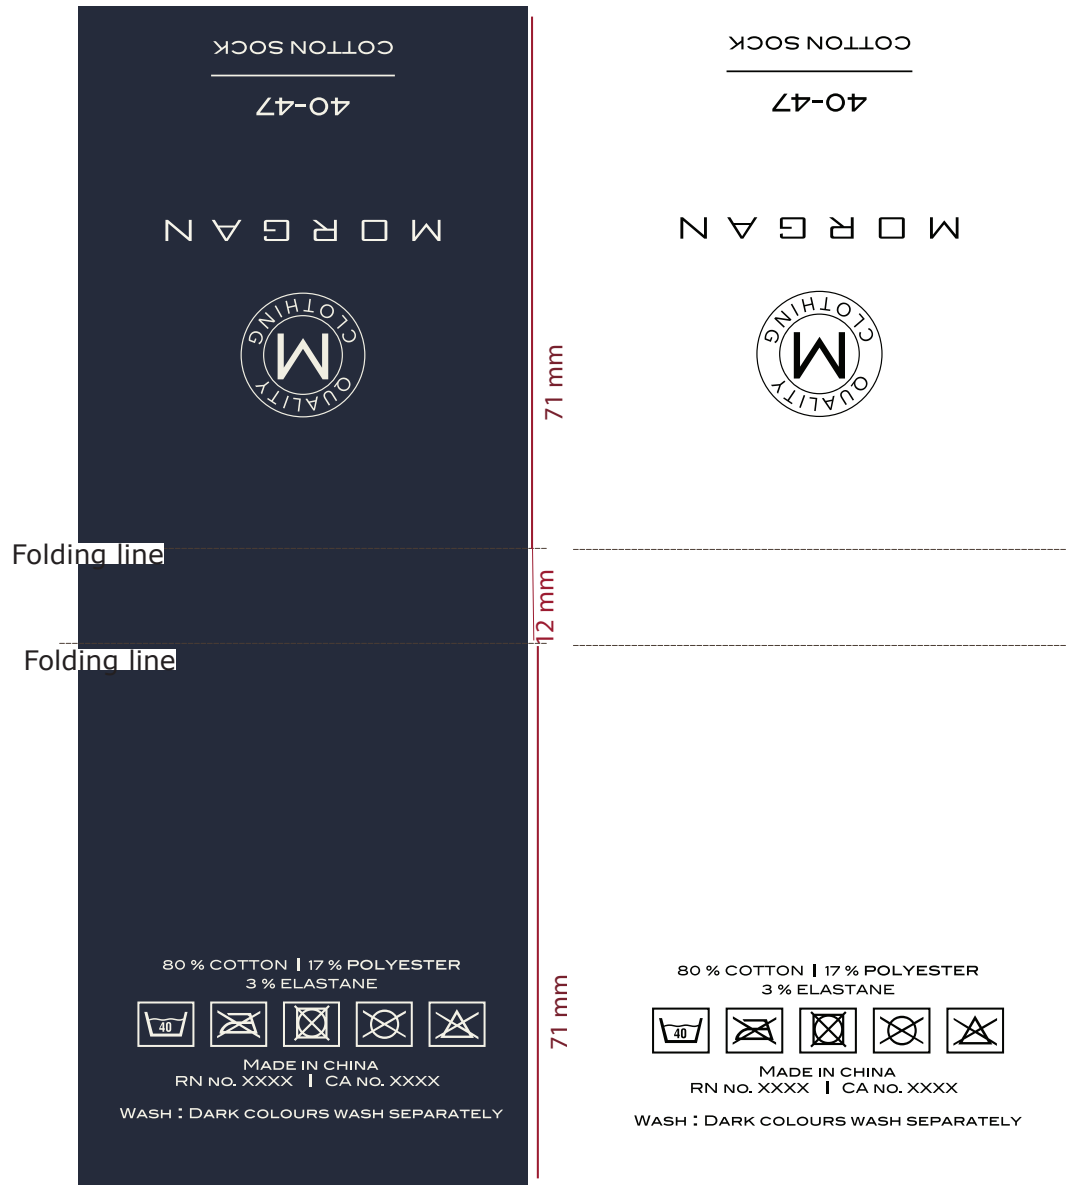 COTTON SOCK
40-47
MORGAN
QUALITY CLOTHING
M
COTTON SOCK
40-47
MORGAN
QUALITY CLOTHING
M
71 mm
Folding line
12 mm
Folding line
71 mm
80 % COTTON | 17 % POLYESTER
3 % ELASTANE
40
MADE IN CHINA
RN NO. XXXX | CA NO. XXXX
WASH : DARK COLOURS WASH SEPARATELY
80 % COTTON | 17 % POLYESTER
3 % ELASTANE
40
MADE IN CHINA
RN NO. XXXX | CA NO. XXXX
WASH : DARK COLOURS WASH SEPARATELY